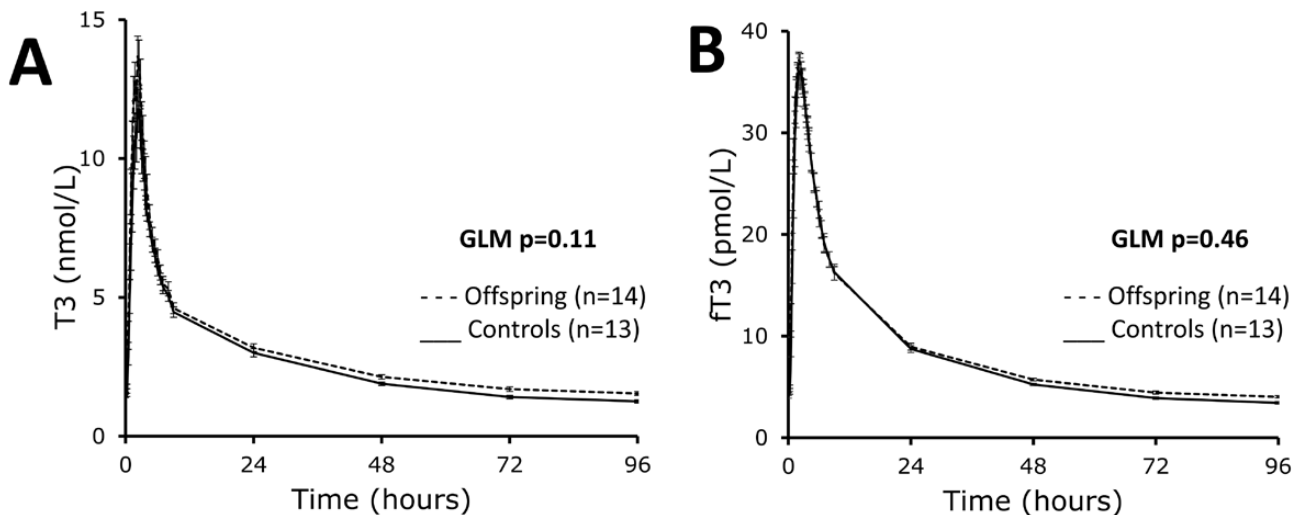 A
T3 (nmol/L)
15
10
5
0
GLM p=0.11
Offspring (n=14)
Controls (n=13)
0 24 48 72 96
Time (hours)
B
fT3 (pmol/L)
40
30
20
10
0
GLM p=0.46
Offspring (n=14)
Controls (n=13)
0 24 48 72 96
Time (hours)